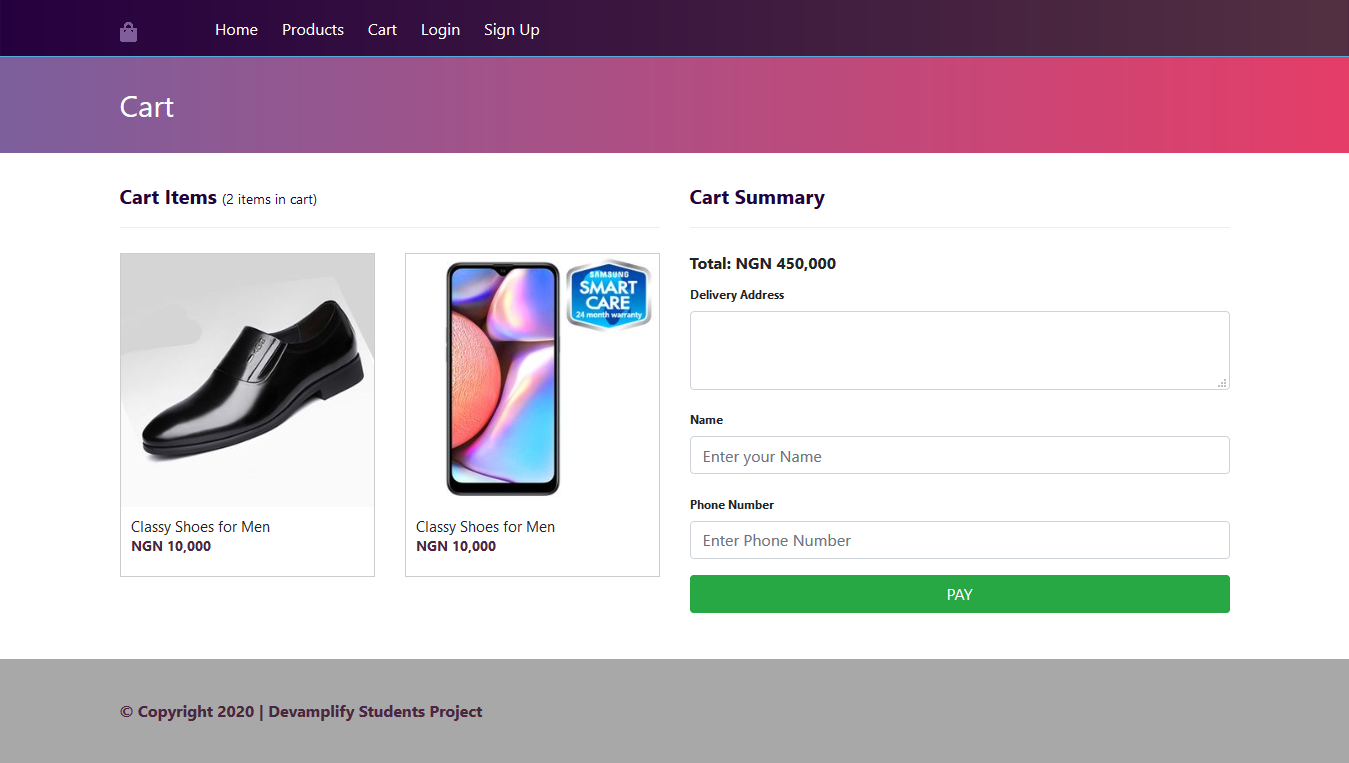 Home Products Cart Login Sign Up
Cart
Cart Items (2 items in cart)
SAMSUNG
SMART
CARE
24 month warranty
Classy Shoes for Men
NGN 10,000
Classy Shoes for Men
NGN 10,000
Cart Summary
Total: NGN 450,000
Delivery Address
Name
Enter your Name
Phone Number
Enter Phone Number
PAY
© Copyright 2020 | Devamplify Students Project